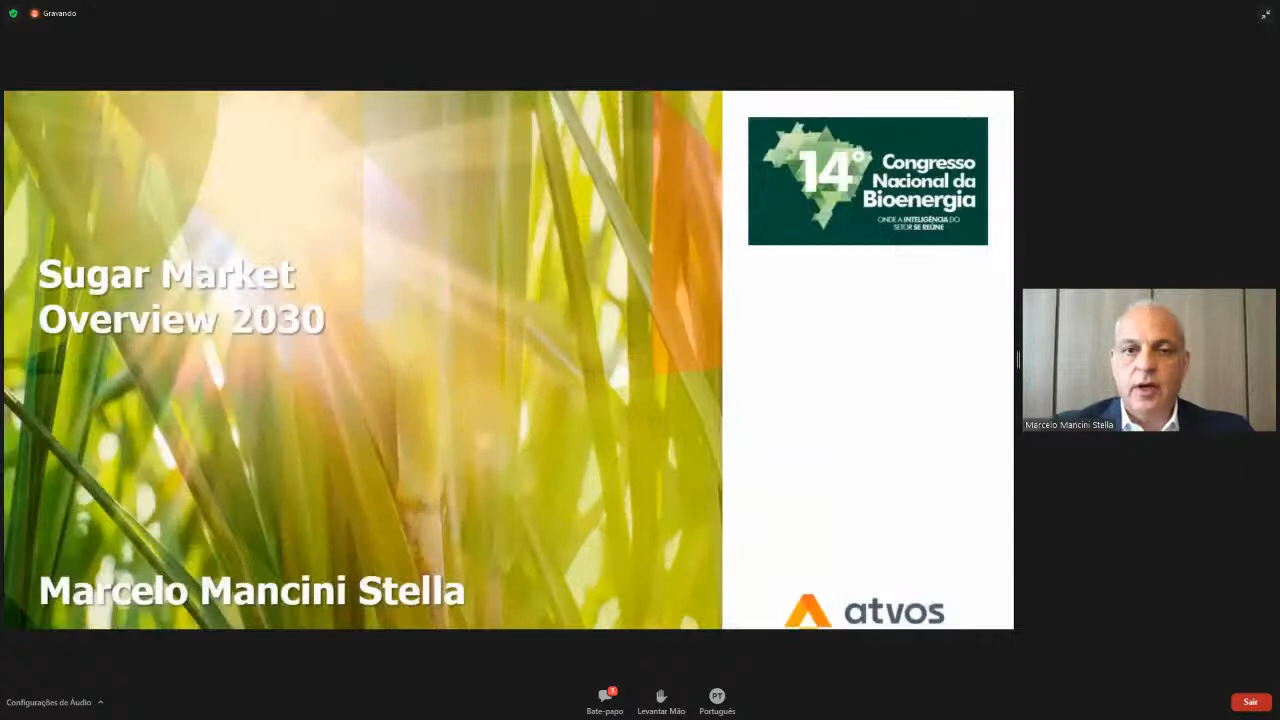 Gravando
Sugar Market
Overview 2030
Marcelo Mancini Stella
14º
Congresso
Nacional da
Bioenergia
ONDE A INTELIGÊNCIA DO
SETOR SE REÚNE
atvos
Marcelo Mancini Stella
Configurações de Áudio
3
Bate-papo
Levantar Mão
PT
Português
Sair